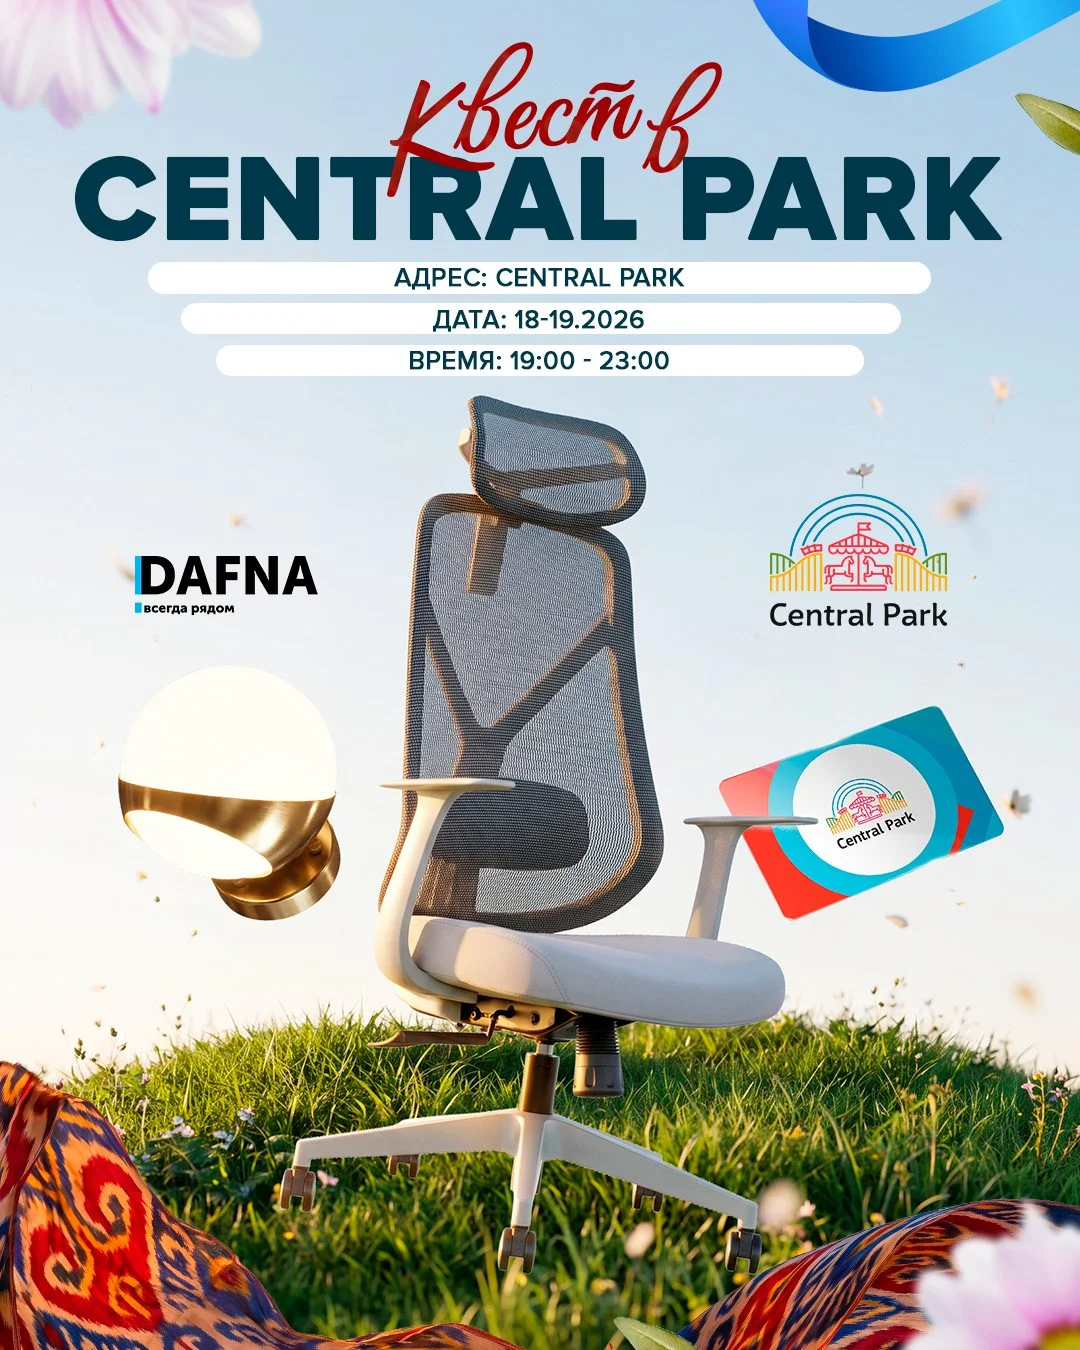 Квест в
CENTRAL PARK
АДРЕС: CENTRAL PARK
ДАТА: 18-19.2026
ВРЕМЯ: 19:00 - 23:00
DAFNA
всегда рядом
Central Park
Central Park